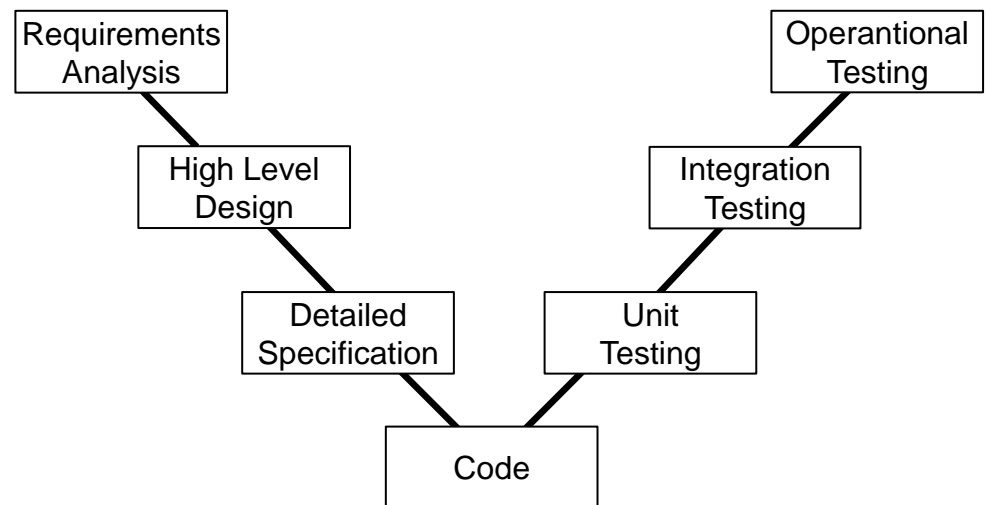 Requirements
Analysis
Operantional
Testing
High Level
Design
Integration
Testing
Detailed
Specification
Unit
Testing
Code